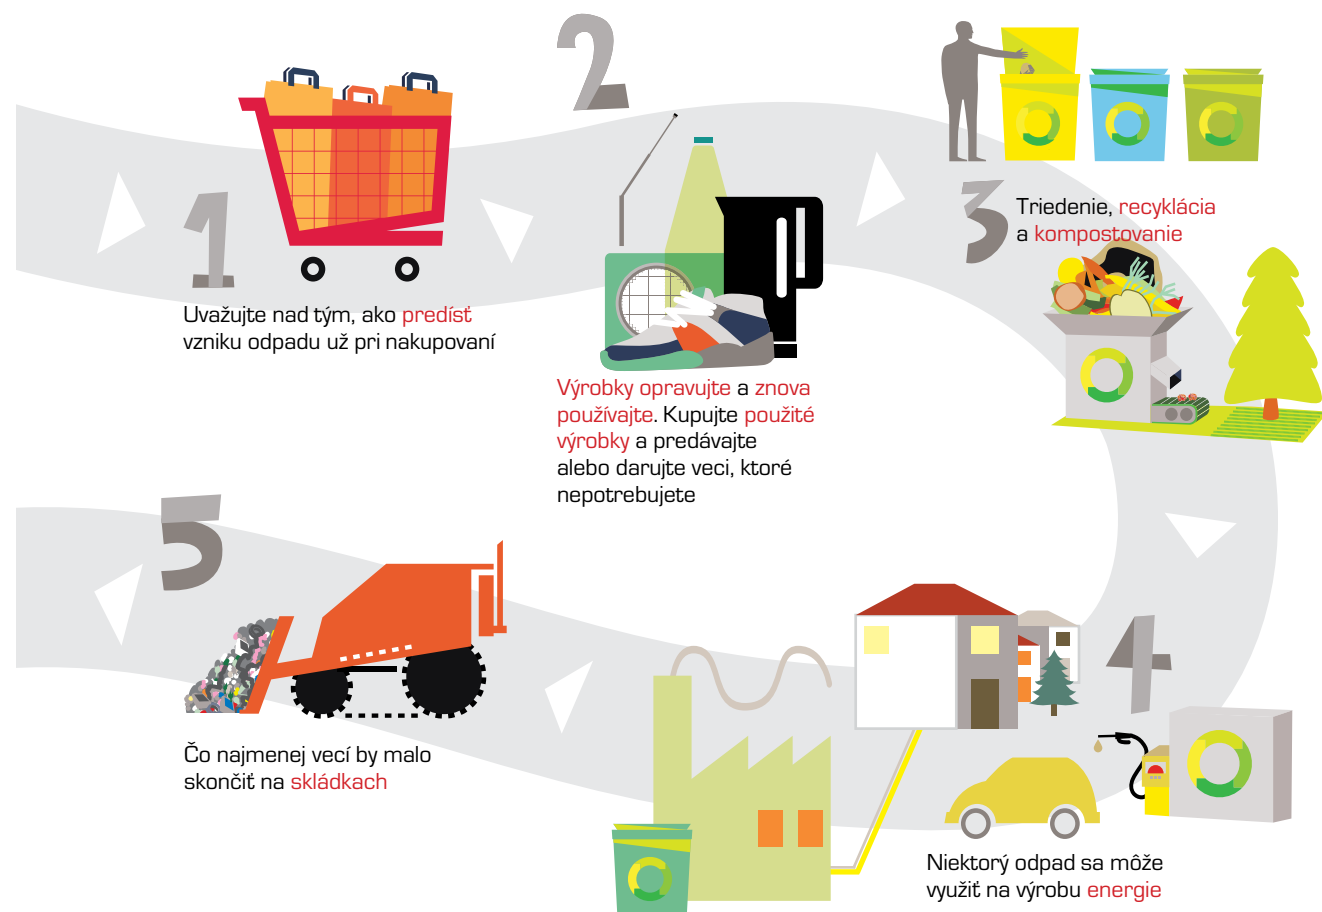 1
Uvažujte nad tým, ako predísť
vzniku odpadu už pri nakupovaní
2
Výrobky opravujte a znova
používajte. Kupujte použité
výrobky a predávajte
alebo darujte veci, ktoré
nepotrebujete
3
Triedenie, recyklácia
a kompostovanie
4
Niektorý odpad sa môže
využiť na výrobu energie
5
Čo najmenej vecí by malo
skončiť na skládkach